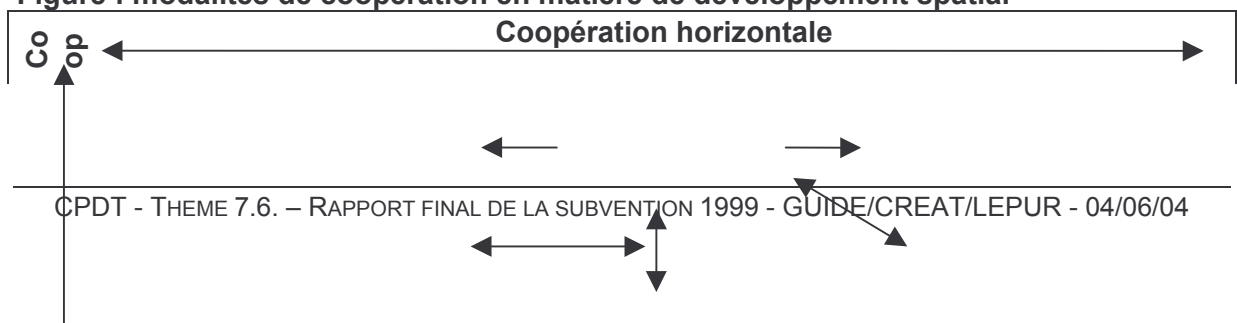 Figure : modalités de coopération en matière de développement spatial
Co
op
Coopération horizontale
CPDT - THEME 7.6. – RAPPORT FINAL DE LA SUBVENTION 1999 - GUIDE/CREAT/LEPUR - 04/06/04